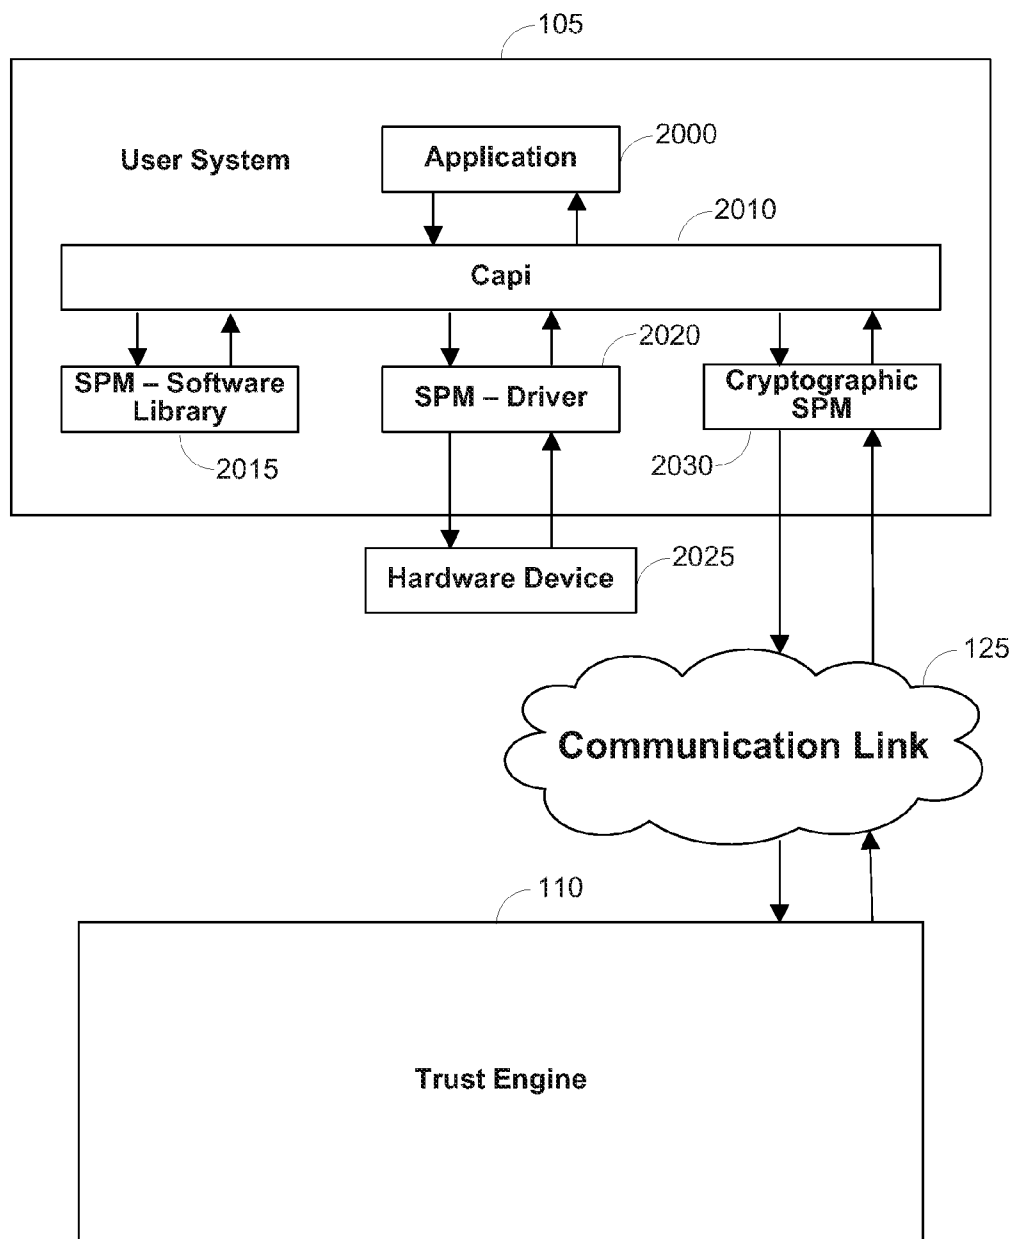 105
User System
Application
2000
2010
Capi
2020
SPM – Software
Library
SPM – Driver
Cryptographic
SPM
2015
2030
Hardware Device
2025
125
Communication Link
110
Trust Engine